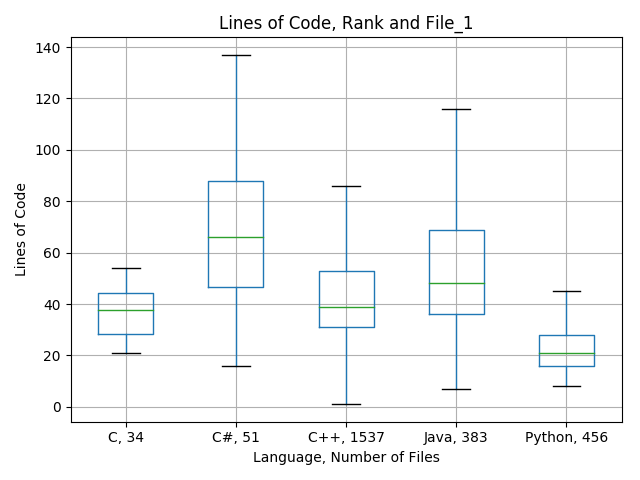 Lines of Code, Rank and File_1
Lines of Code
140
120
100
80
60
40
20
0
C, 34
C#, 51
C++, 1537
Java, 383
Python, 456
Language, Number of Files